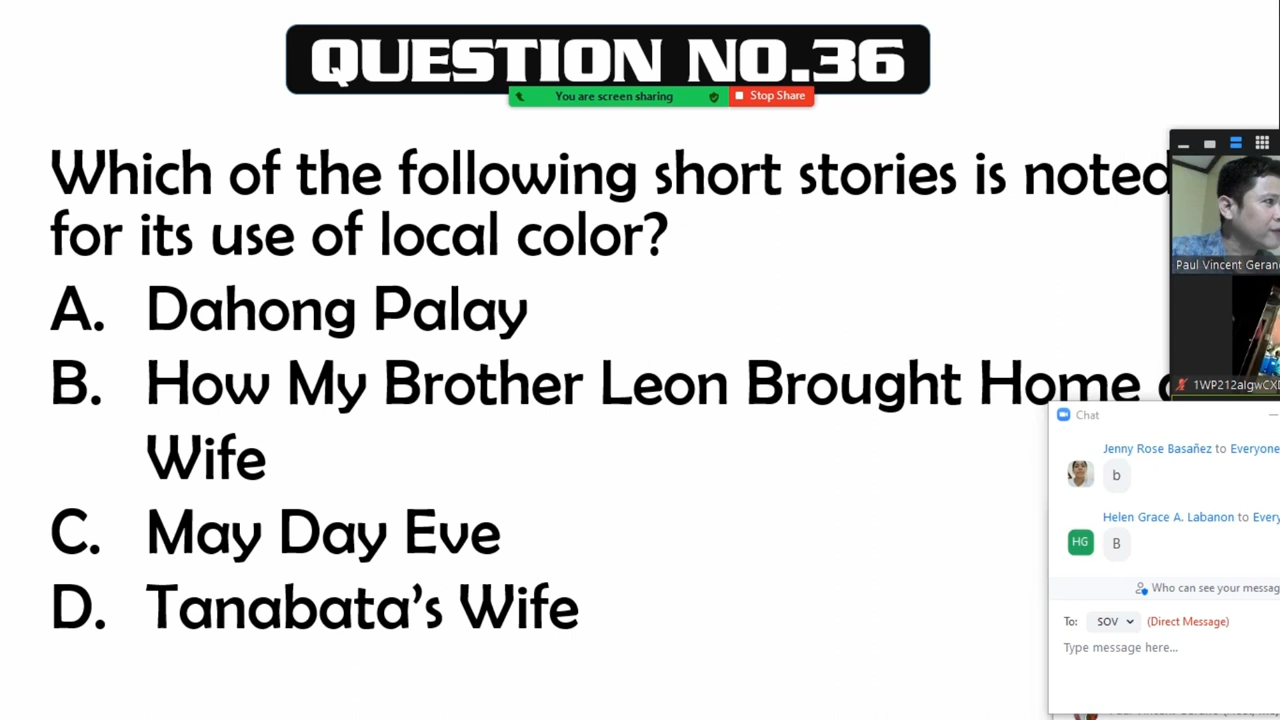 QUESTION NO.36
You are screen sharing
Stop Share
Which of the following short stories is noted
for its use of local color?
A. Dahong Palay
B. How My Brother Leon Brought Home
Wife
C. May Day Eve
D. Tanabata's Wife
Paul Vincent Geran
1WP212algwCXD
Chat
Jenny Rose Basañez to Everyone
b
Helen Grace A. Labanon to Every
HG
B
Who can see your messag
To: SOV (Direct Message)
Type message here...